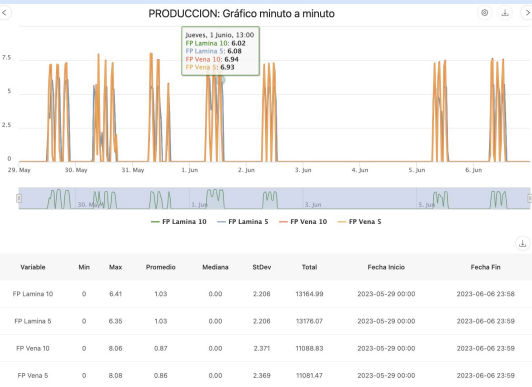 PRODUCCION: Gráfico minuto a minuto
Jueves, 1 Junio, 13:00
FP Lamina 10: 6.02
FP Lamina 5: 6.08
FP Vena 10: 6.94
FP Vena 5: 6.93
7.5
5
2.5
0
29. May 30. May 31. May 1. Jun 2. Jun 3. Jun 4. Jun 5. Jun 6. Jun
30. May 1. Jun 3. Jun 5. Jun
FP Lamina 10 FP Lamina 5 FP Vena 10 FP Vena 5
Variable Min Max Promedio Mediana StDev Total Fecha Inicio Fecha Fin
FP Lamina 10 0 6.41 1.03 0.00 2.206 13164.99 2023-05-29 00:00 2023-06-06 23:58
FP Lamina 5 0 6.35 1.03 0.00 2.206 13176.07 2023-05-29 00:00 2023-06-06 23:59
FP Vena 10 0 8.06 0.87 0.00 2.371 11088.83 2023-05-29 00:00 2023-06-06 23:59
FP Vena 5 0 8.08 0.86 0.00 2.369 11081.47 2023-05-29 00:00 2023-06-06 23:59